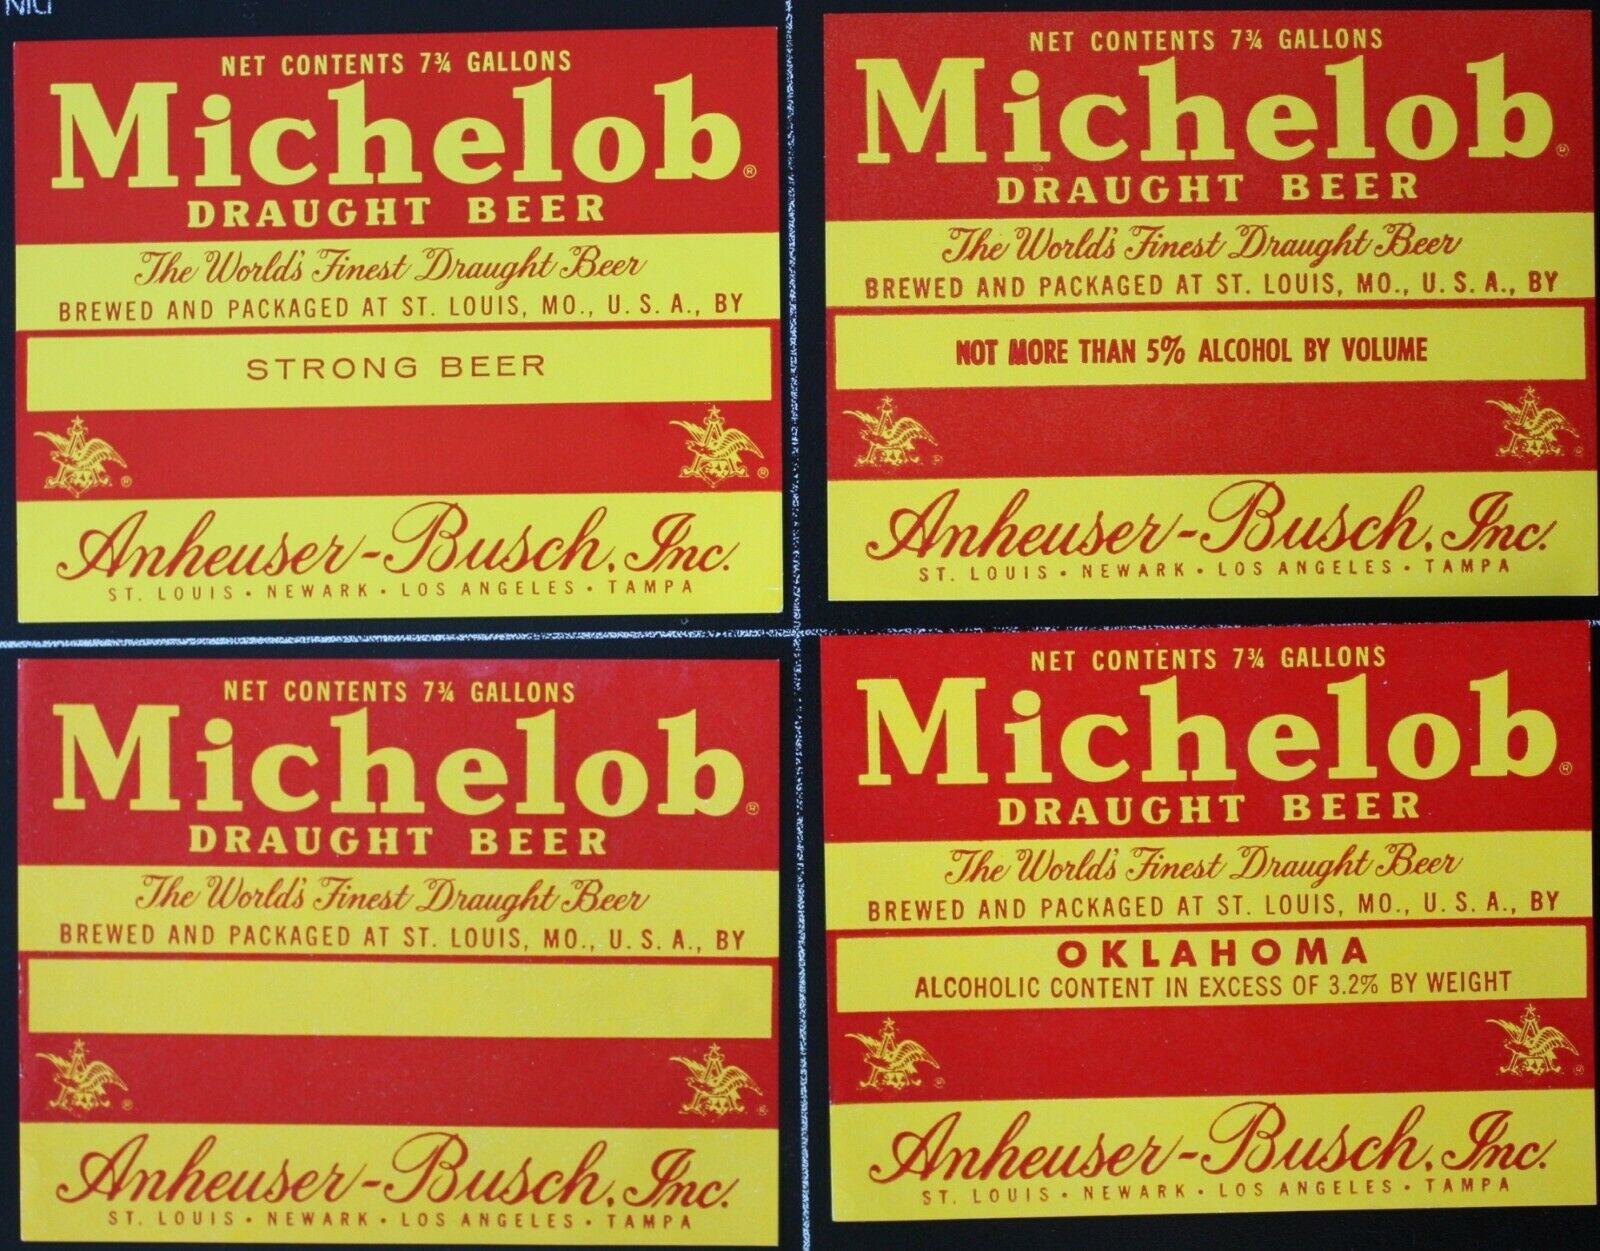 NET CONTENTS 7¾ GALLONS
Michelob®
DRAUGHT BEER
The World's Finest Draught Beer
BREWED AND PACKAGED AT ST. LOUIS, MO., U. S. A., BY
STRONG BEER
Anheuser-Busch, Inc.
ST. LOUIS • NEWARK • LOS ANGELES • TAMPA
NET CONTENTS 7¾ GALLONS
Michelob®
DRAUGHT BEER
The World's Finest Draught Beer
BREWED AND PACKAGED AT ST. LOUIS, MO., U. S. A., BY
NOT MORE THAN 5% ALCOHOL BY VOLUME
Anheuser-Busch, Inc.
ST. LOUIS • NEWARK • LOS ANGELES • TAMPA
NET CONTENTS 7¾ GALLONS
Michelob®
DRAUGHT BEER
The World's Finest Draught Beer
BREWED AND PACKAGED AT ST. LOUIS, MO., U. S. A., BY
Anheuser-Busch, Inc.
ST. LOUIS • NEWARK • LOS ANGELES • TAMPA
NET CONTENTS 7¾ GALLONS
Michelob®
DRAUGHT BEER
The World's Finest Draught Beer
BREWED AND PACKAGED AT ST. LOUIS, MO., U. S. A., BY
OKLAHOMA
ALCOHOLIC CONTENT IN EXCESS OF 3.2% BY WEIGHT
Anheuser-Busch, Inc.
ST. LOUIS • NEWARK • LOS ANGELES • TAMPA